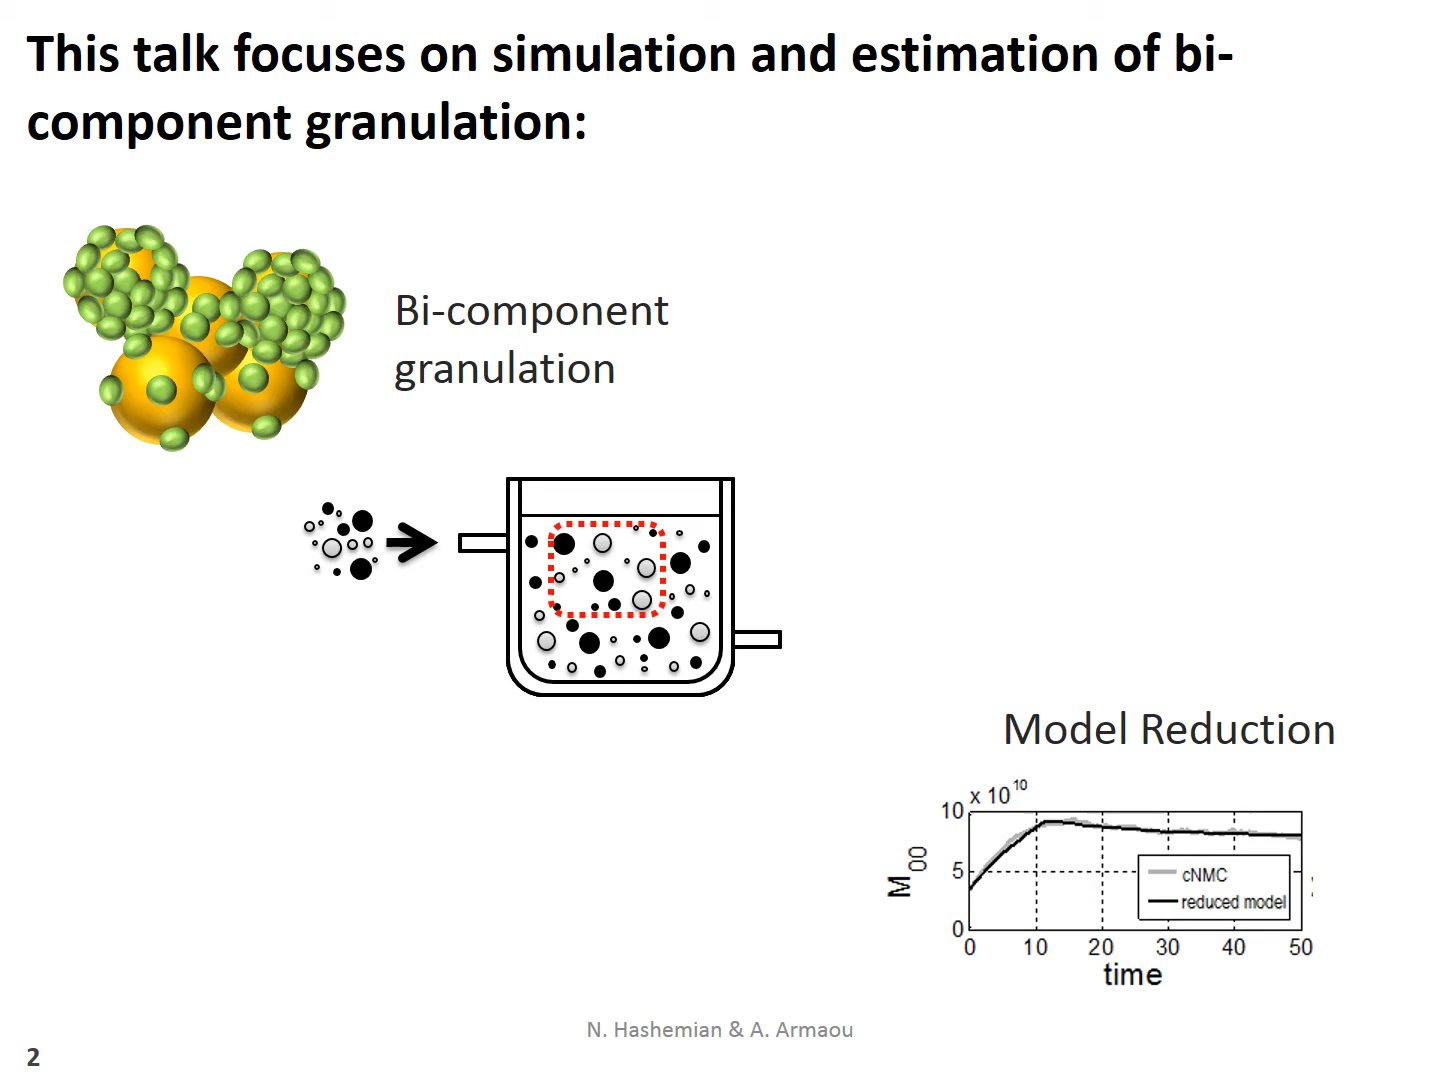 This talk focuses on simulation and estimation of bi-
component granulation:
Bi-component
granulation
Model Reduction
x 10^10
10
5
0
M_00
cNMC
reduced model
0 10 20 30 40 50
time
N. Hashemian & A. Armaou
2